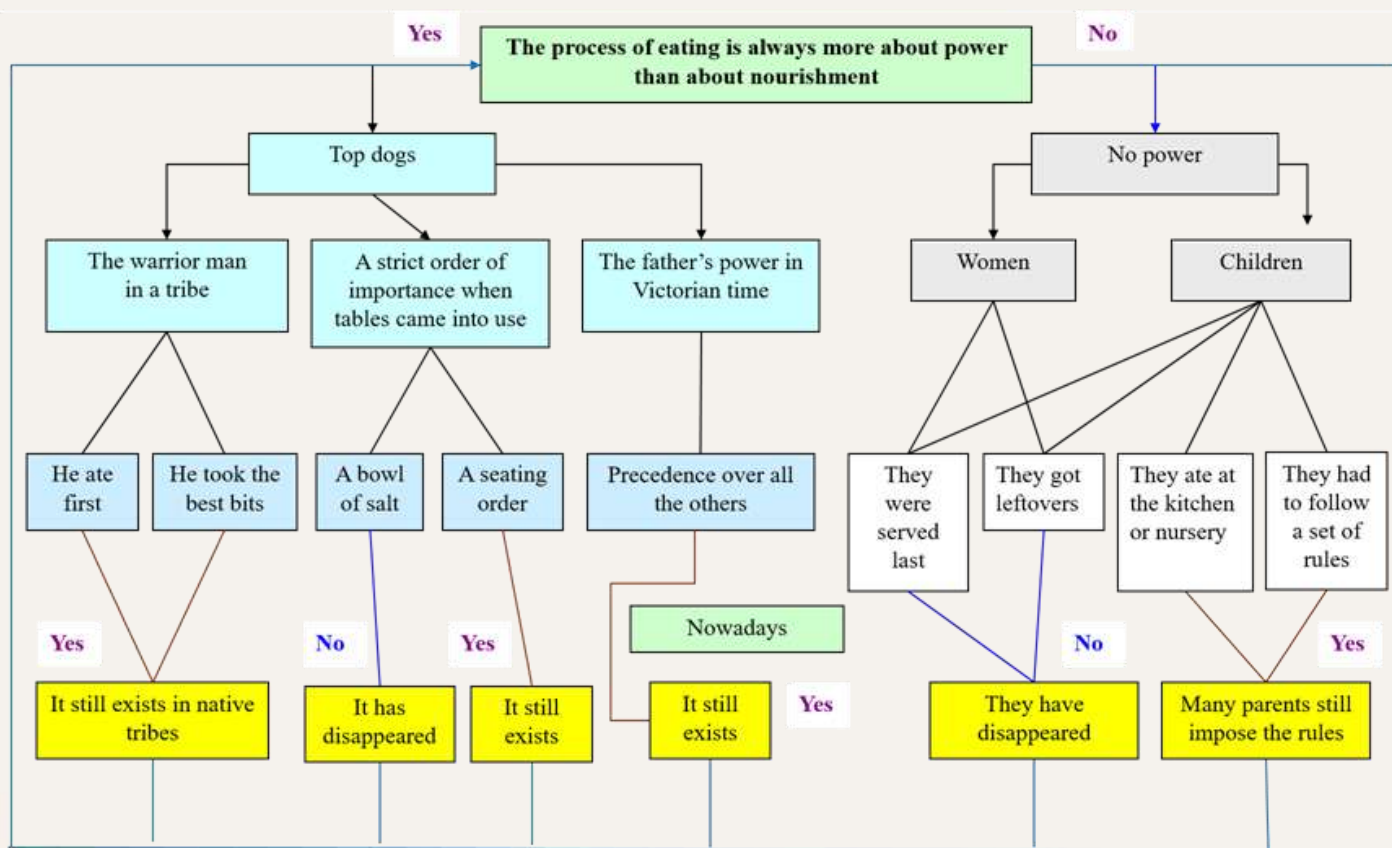 Yes
The process of eating is always more about power
than about nourishment
No
Top dogs
No power
The warrior man
in a tribe
A strict order of
importance when
tables came into use
The father's power in
Victorian time
Women
Children
He ate
first
He took the
best bits
A bowl
of salt
A seating
order
Precedence over all
the others
They
were
served
last
They got
leftovers
They ate at
the kitchen
or nursery
They had
to follow
a set of
rules
Nowadays
Yes
No
Yes
Yes
No
Yes
It still exists in native
tribes
It has
disappeared
It still
exists
It still
exists
They have
disappeared
Many parents still
impose the rules